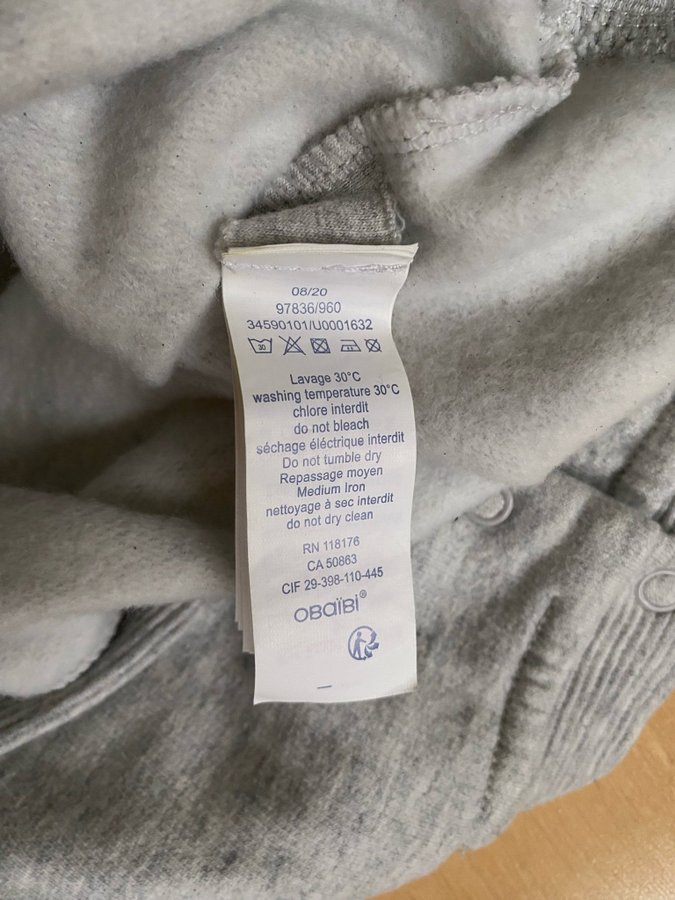 08/20
97836/960
34590101/U0001632
30
Lavage 30°C
washing temperature 30°C
chlore interdit
do not bleach
séchage éléctrique interdit
Do not tumble dry
Repassage moyen
Medium Iron
nettoyage à sec interdit
do not dry clean
RN 118176
CA 50863
CIF 29-398-110-445
OBaïBi®